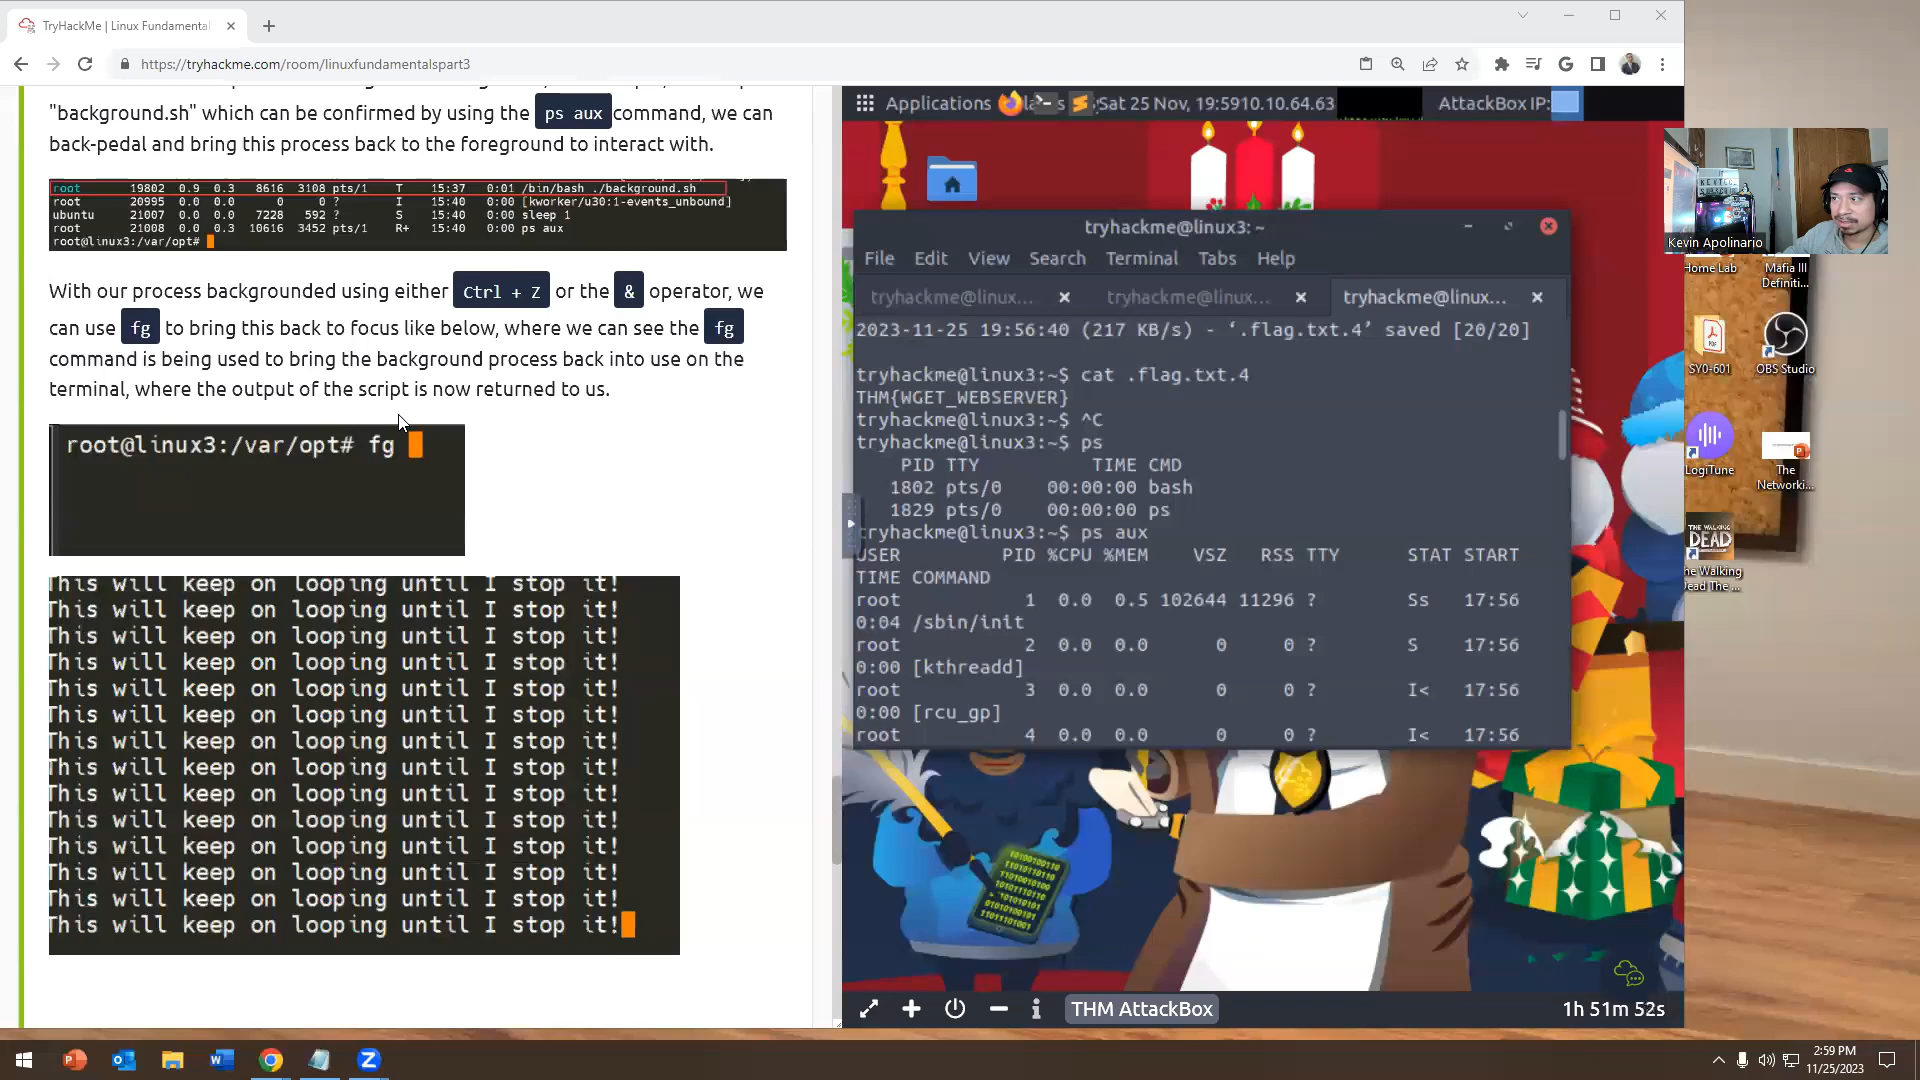 TryHackMe | Linux Fundamental
https://tryhackme.com/room/linuxfundamentalspart3
"background.sh" which can be confirmed by using the ps aux command, we can
back-pedal and bring this process back to the foreground to interact with.
root 19802 0.9 0.3 8616 3108 pts/1 T 15:37 0:01 /bin/bash ./background.sh
root 20995 0.0 0.0 0 0 ? I 15:40 0:00 [kworker/u30:1-events_unbound]
ubuntu 21007 0.0 0.0 7228 592 ? S 15:40 0:00 sleep 1
root 21008 0.0 0.3 10616 3452 pts/1 R+ 15:40 0:00 ps aux
root@linux3:/var/opt#
With our process backgrounded using either Ctrl + Z or the & operator, we
can use fg to bring this back to focus like below, where we can see the fg
command is being used to bring the background process back into use on the
terminal, where the output of the script is now returned to us.
root@linux3:/var/opt# fg
This will keep on looping until I stop it!
This will keep on looping until I stop it!
This will keep on looping until I stop it!
This will keep on looping until I stop it!
This will keep on looping until I stop it!
This will keep on looping until I stop it!
This will keep on looping until I stop it!
This will keep on looping until I stop it!
This will keep on looping until I stop it!
This will keep on looping until I stop it!
This will keep on looping until I stop it!
This will keep on looping until I stop it!
This will keep on looping until I stop it!
This will keep on looping until I stop it!
Applications Sat 25 Nov, 19:59 10.10.64.63 AttackBox IP:
tryhackme@linux3: ~
File Edit View Search Terminal Tabs Help
tryhackme@linux... tryhackme@linux... tryhackme@linux...
2023-11-25 19:56:40 (217 KB/s) - ‘.flag.txt.4’ saved [20/20]
tryhackme@linux3:~$ cat .flag.txt.4
THM{WGET_WEBSERVER}
tryhackme@linux3:~$ ^C
tryhackme@linux3:~$ ps
PID TTY TIME CMD
1802 pts/0 00:00:00 bash
1829 pts/0 00:00:00 ps
tryhackme@linux3:~$ ps aux
USER PID %CPU %MEM VSZ RSS TTY STAT START
TIME COMMAND
root 1 0.0 0.5 102644 11296 ? Ss 17:56
0:04 /sbin/init
root 2 0.0 0.0 0 0 ? S 17:56
0:00 [kthreadd]
root 3 0.0 0.0 0 0 ? I< 17:56
0:00 [rcu_gp]
root 4 0.0 0.0 0 0 ? I< 17:56
THM AttackBox
1h 51m 52s
Kevin Apolinario
Home Lab
Mafia III
Definiti...
SY0-601
OBS Studio
LogiTune
The
Networki...
THE WALKING
DEAD
The Walking
Dead The ...
2:59 PM
11/25/2023